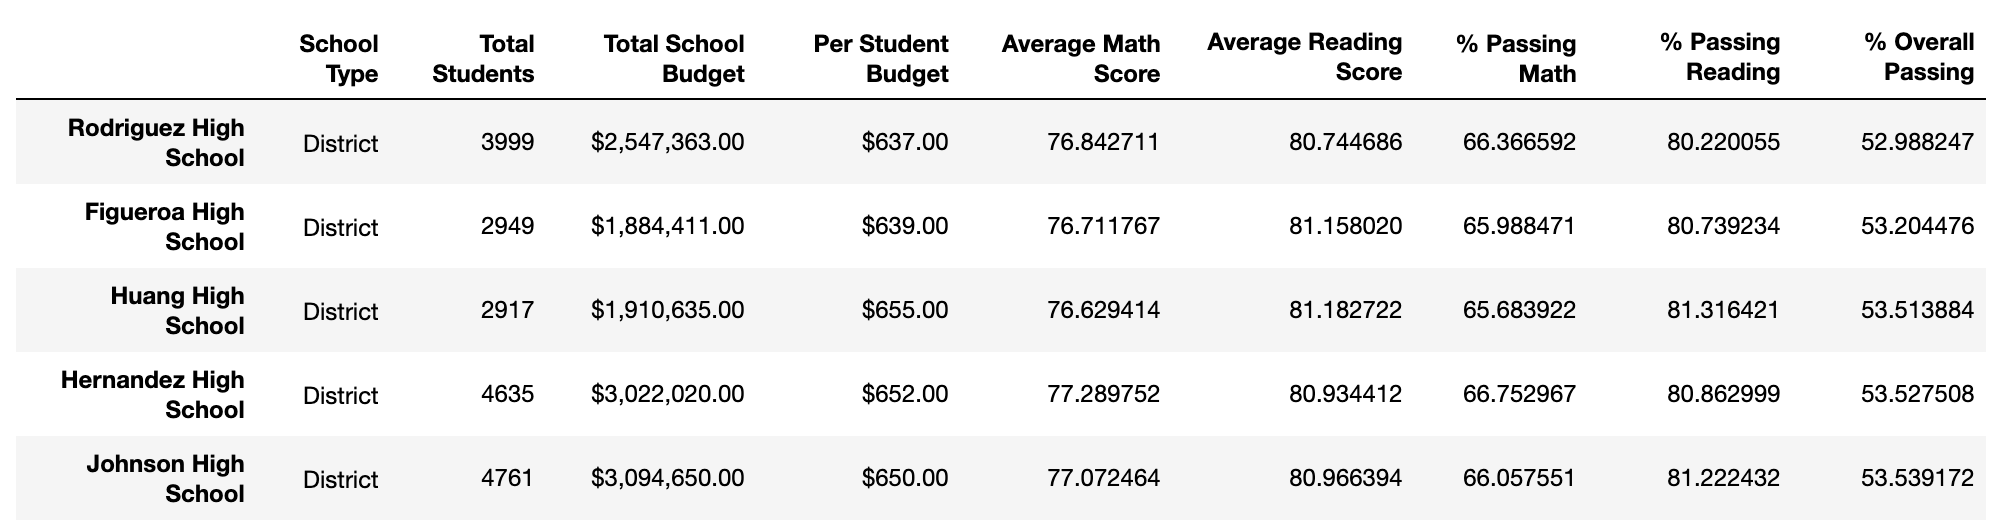 School Type Total Students Total School Budget Per Student Budget Average Math Score Average Reading Score % Passing Math % Passing Reading % Overall Passing
Rodriguez High School District 3999 $2,547,363.00 $637.00 76.842711 80.744686 66.366592 80.220055 52.988247
Figueroa High School District 2949 $1,884,411.00 $639.00 76.711767 81.158020 65.988471 80.739234 53.204476
Huang High School District 2917 $1,910,635.00 $655.00 76.629414 81.182722 65.683922 81.316421 53.513884
Hernandez High School District 4635 $3,022,020.00 $652.00 77.289752 80.934412 66.752967 80.862999 53.527508
Johnson High School District 4761 $3,094,650.00 $650.00 77.072464 80.966394 66.057551 81.222432 53.539172